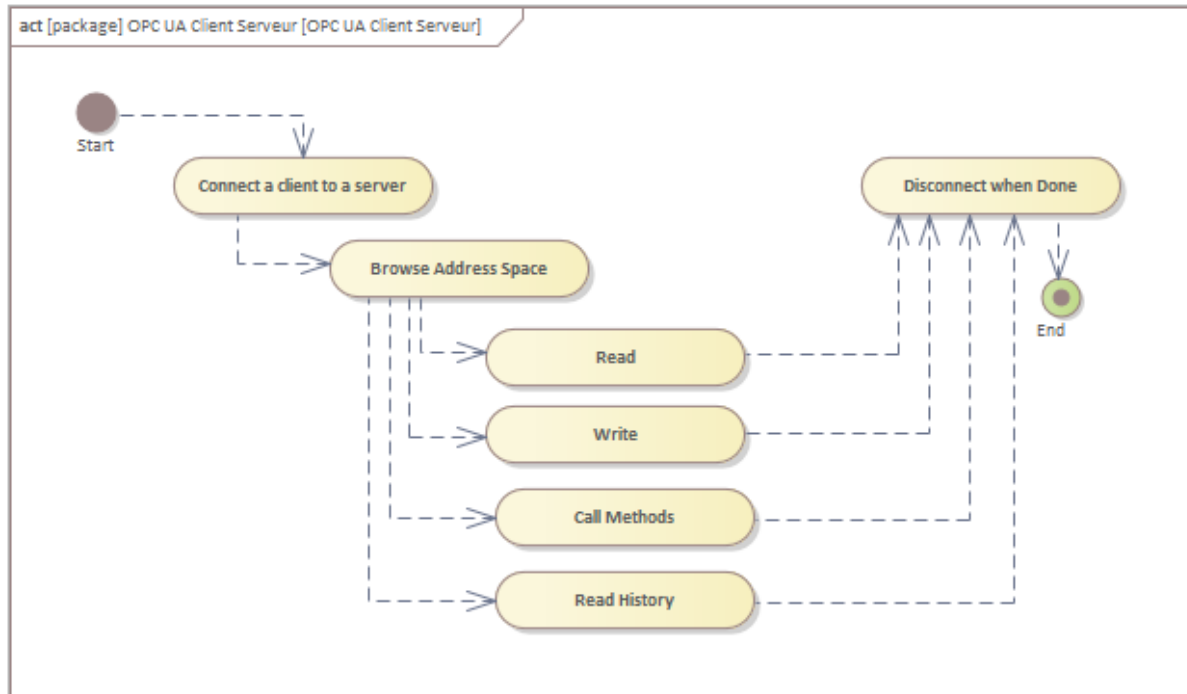 act [package] OPC UA Client Serveur [OPC UA Client Serveur]
Start
Connect a client to a server
Disconnect when Done
Browse Address Space
End
Read
Write
Call Methods
Read History